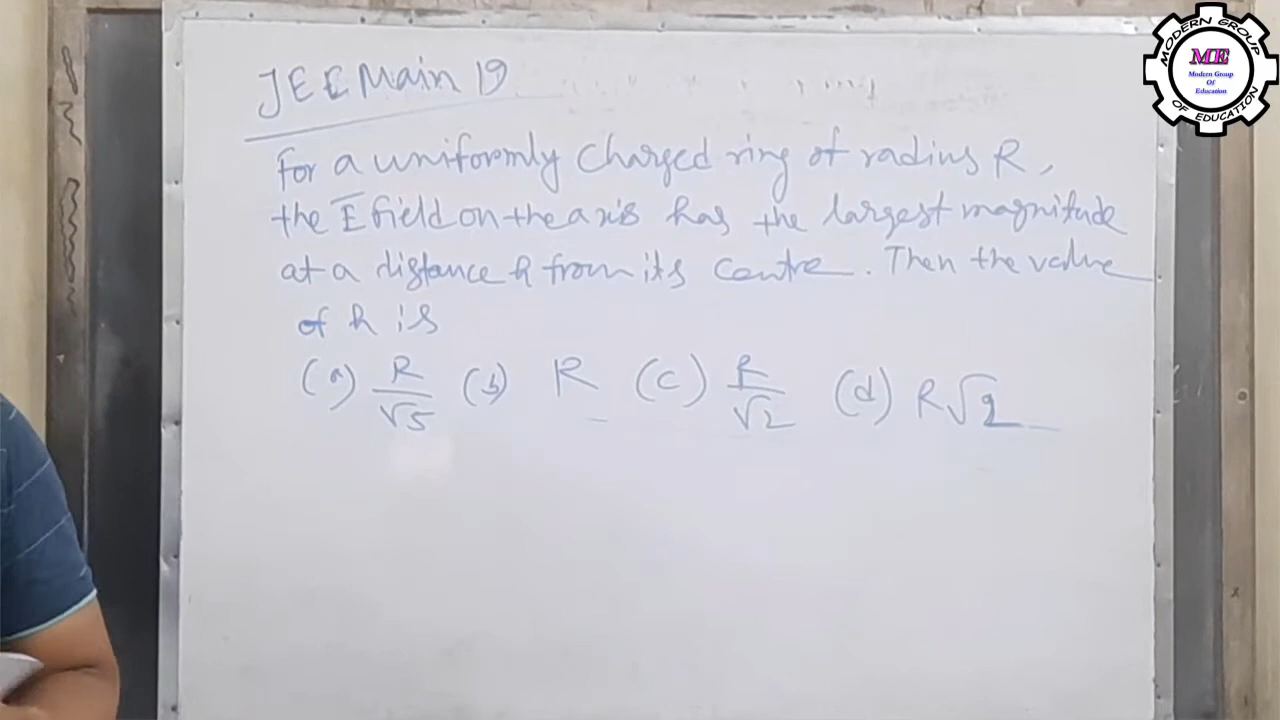 JEE Main 19
For a uniformly charged ring of radius R,
the E field on the axis has the largest magnitude
at a distance h from its centre. Then the value
of h is
(a) R/√5 (b) R (c) R/√2 (d) R√2
MODERN GROUP OF EDUCATION
ME
Modern Group
Of
Education